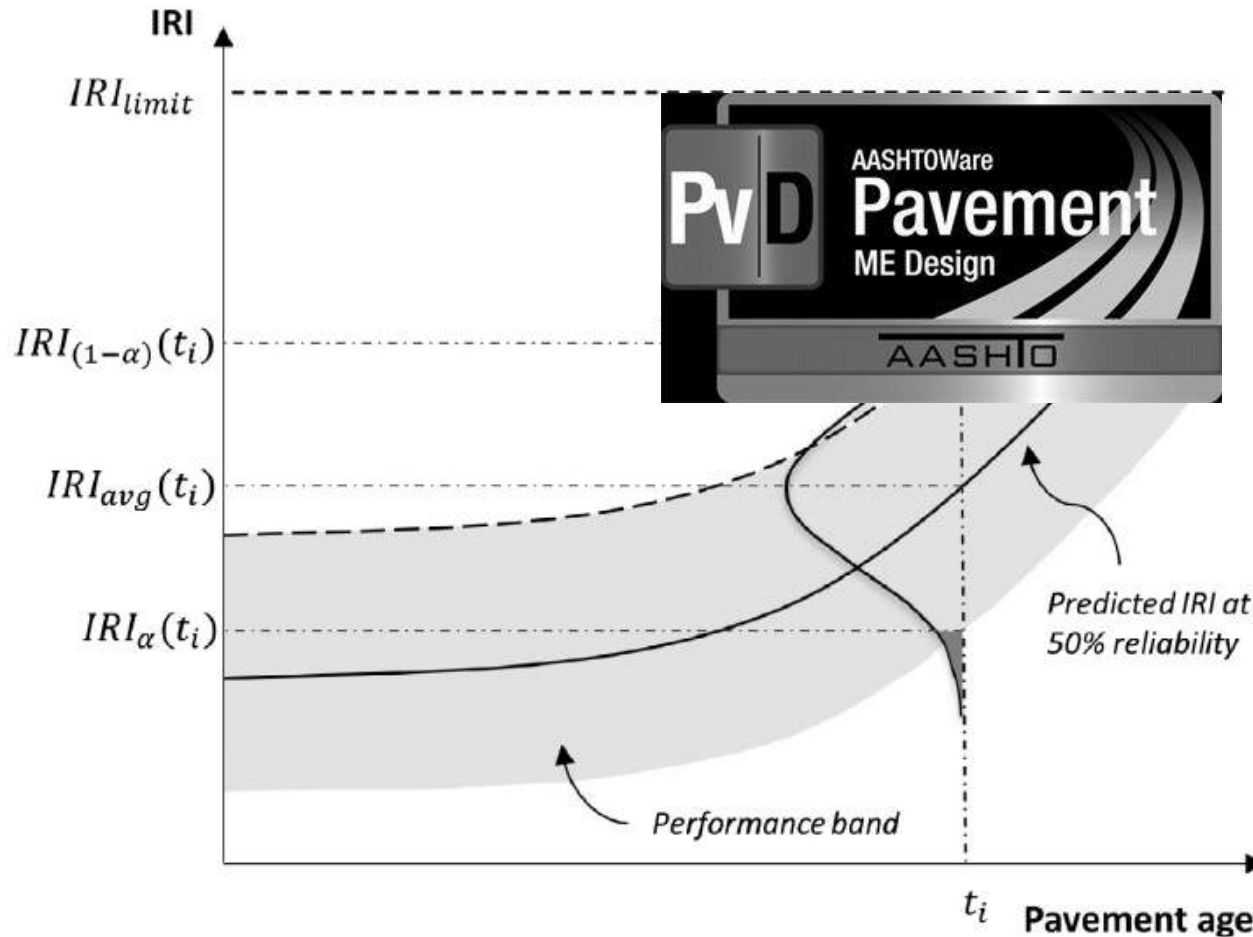 IRI
IRI_limit
AASHTOWare
PvD
Pavement
ME Design
IRI_(1−α)(t_i)
AASHTO
IRI_avg(t_i)
IRI_α(t_i)
Predicted IRI at
50% reliability
Performance band
t_i
Pavement age